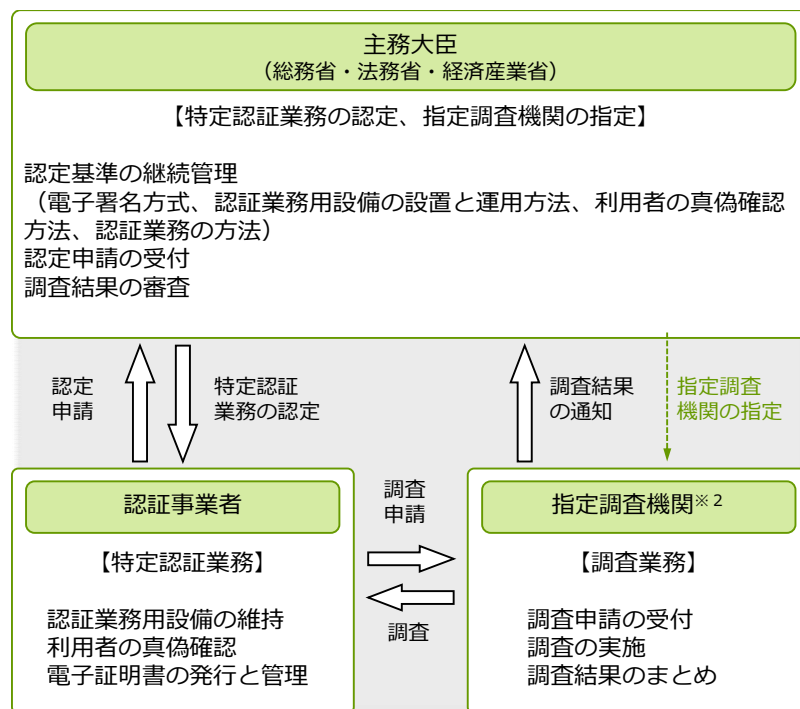 主務大臣
（総務省・法務省・経済産業省）
【特定認証業務の認定、指定調査機関の指定】
認定基準の継続管理
（電子署名方式、認証業務用設備の設置と運用方法、利用者の真偽確認
方法、認証業務の方法）
認定申請の受付
調査結果の審査
認定
申請
特定認証
業務の認定
調査結果
の通知
指定調査
機関の指定
認証事業者
【特定認証業務】
認証業務用設備の維持
利用者の真偽確認
電子証明書の発行と管理
調査
申請
調査
指定調査機関※2
【調査業務】
調査申請の受付
調査の実施
調査結果のまとめ